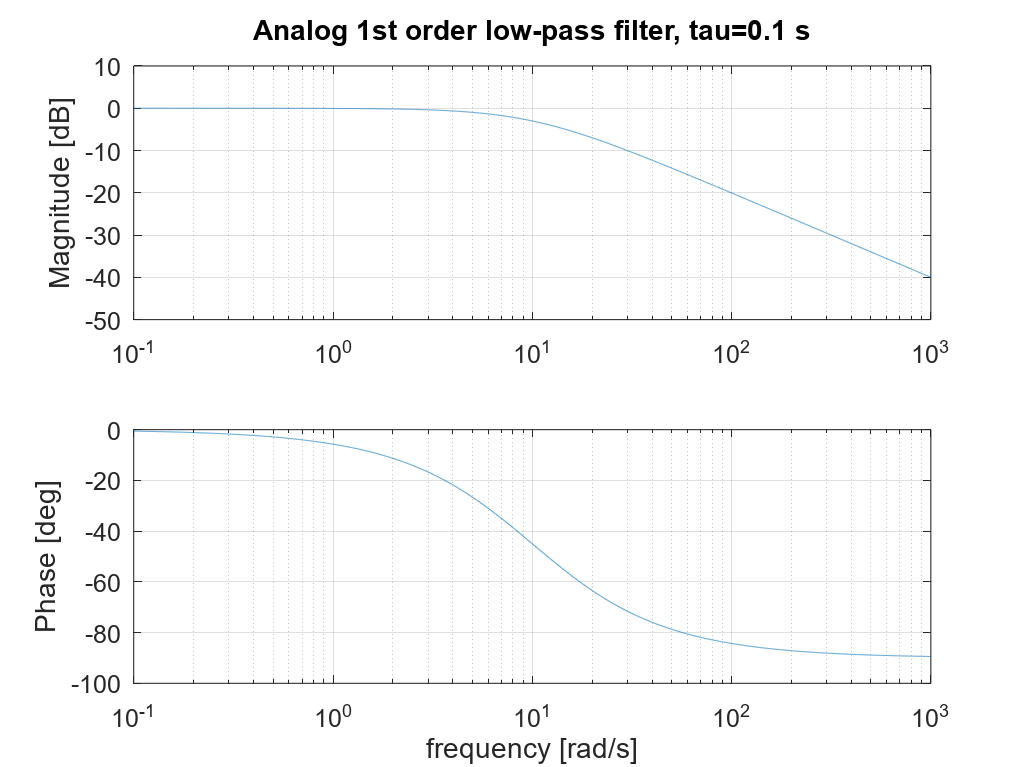 Analog 1st order low-pass filter, tau=0.1 s
Magnitude [dB]
10
0
-10
-20
-30
-40
-50
10-1 100 101 102 103
Phase [deg]
0
-20
-40
-60
-80
-100
10-1 100 101 102 103
frequency [rad/s]